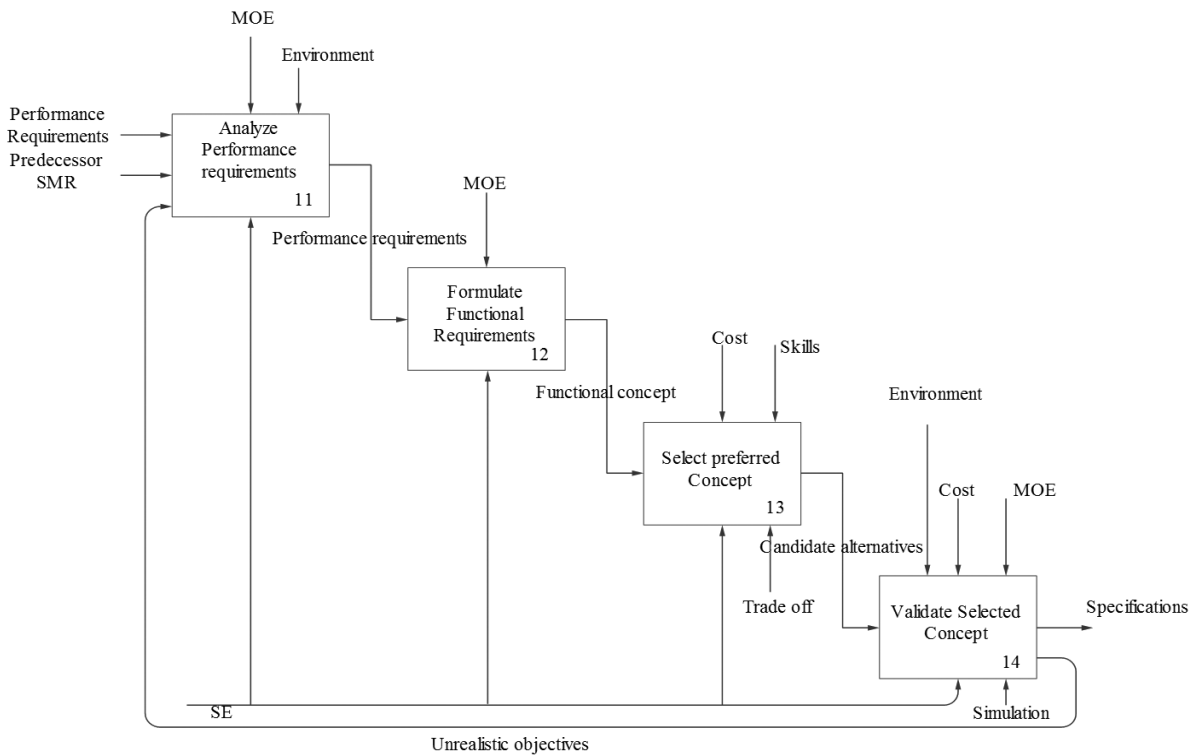 MOE
Environment
Performance
Requirements
Predecessor
SMR
Analyze
Performance
requirements
11
MOE
Performance requirements
Formulate
Functional
Requirements
12
Cost
Skills
Functional concept
Environment
Select preferred
Concept
13
Cost
MOE
Candidate alternatives
Trade off
Validate Selected
Concept
14
Specifications
SE
Simulation
Unrealistic objectives